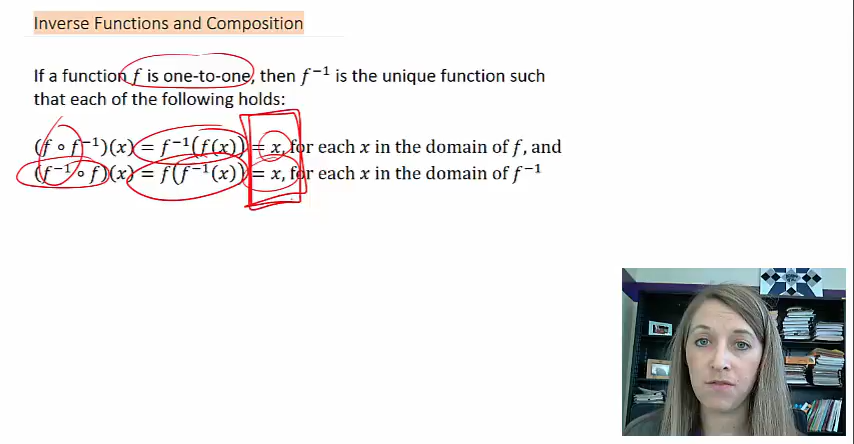 Inverse Functions and Composition
If a function f is one-to-one, then f⁻¹ is the unique function such
that each of the following holds:
(f ∘ f⁻¹)(x) = f⁻¹(f(x)) = x, for each x in the domain of f, and
(f⁻¹ ∘ f)(x) = f(f⁻¹(x)) = x, for each x in the domain of f⁻¹